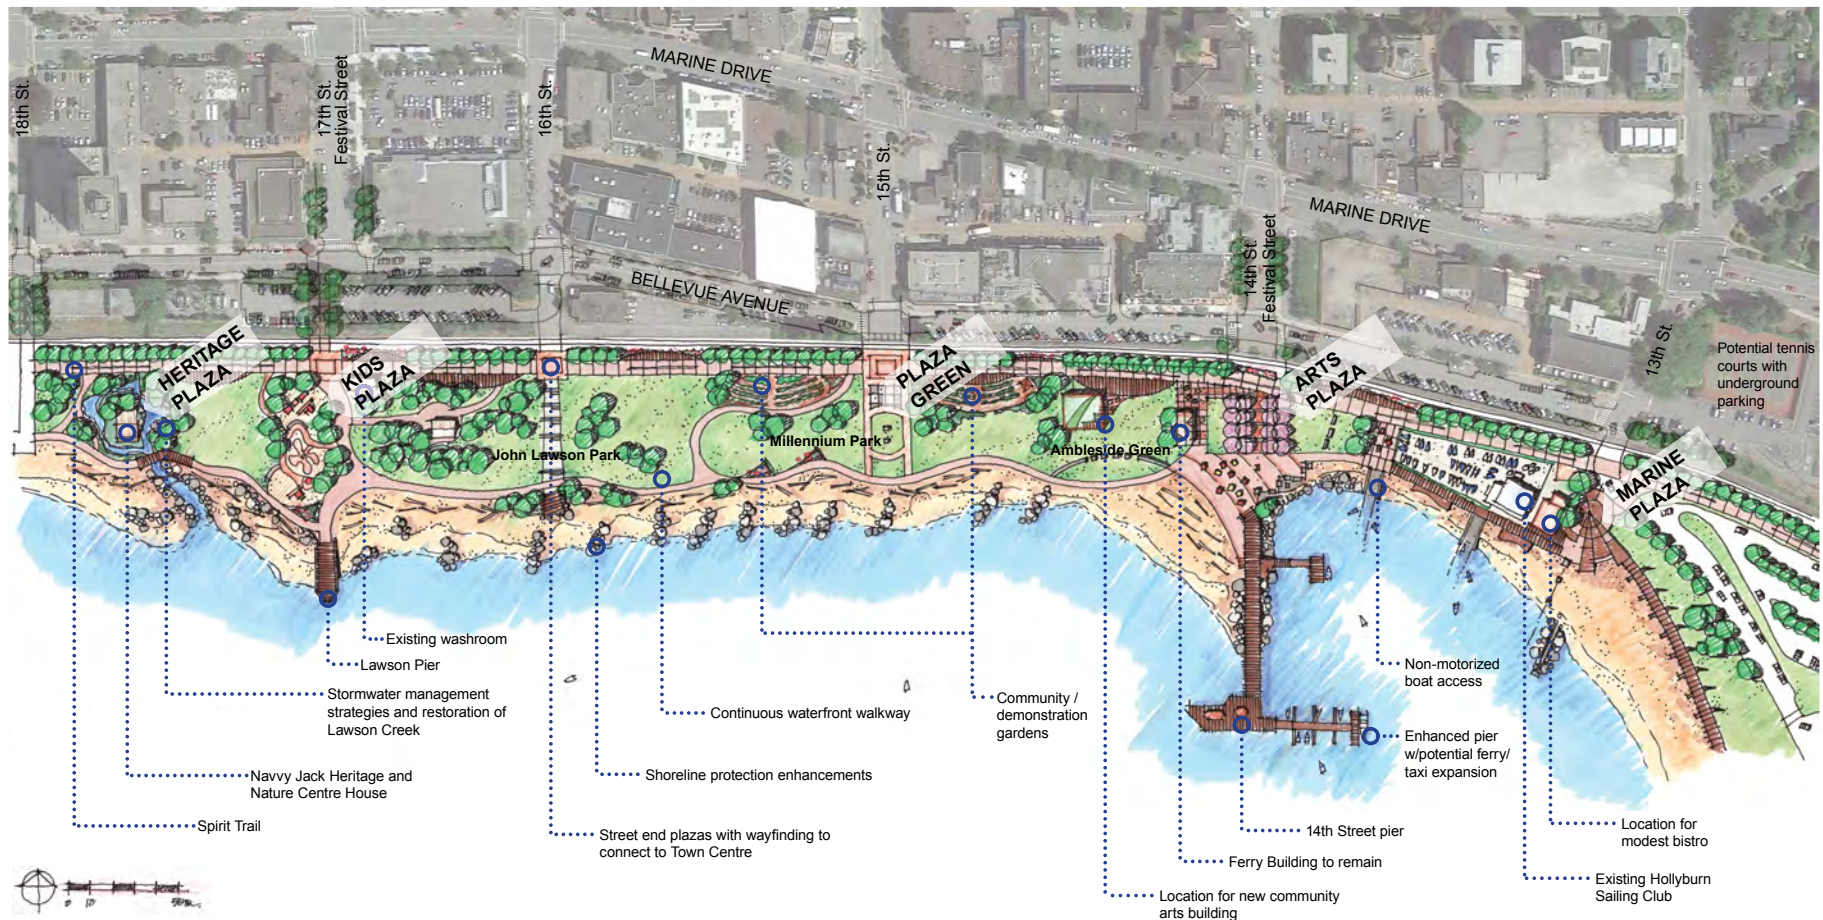 MARINE DRIVE
18th St.
17th St.
Festival Street
16th St.
15th St.
14th St.
Festival Street
MARINE DRIVE
13th St.
BELLEVUE AVENUE
HERITAGE
PLAZA
KIDS
PLAZA
PLAZA
GREEN
ARTS
PLAZA
MARINE
PLAZA
Potential tennis
courts with
underground
parking
John Lawson Park
Millennium Park
Ambleside Green
Existing washroom
Lawson Pier
Stormwater management
strategies and restoration of
Lawson Creek
Navvy Jack Heritage and
Nature Centre House
Spirit Trail
Continuous waterfront walkway
Shoreline protection enhancements
Street end plazas with wayfinding to
connect to Town Centre
Community /
demonstration
gardens
Non-motorized
boat access
Enhanced pier
w/potential ferry/
taxi expansion
14th Street pier
Ferry Building to remain
Location for new community
arts building
Location for
modest bistro
Existing Hollyburn
Sailing Club
0 10 50m.